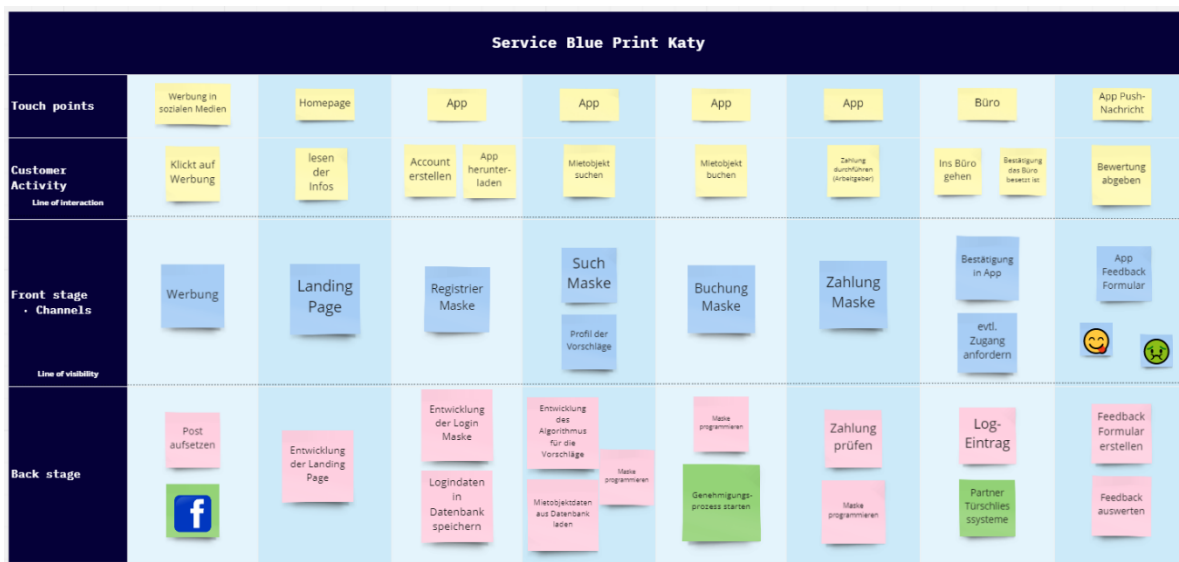 Service Blue Print Katy
Touch points
Werbung in
sozialen Medien
Homepage
App
App
App
App
Büro
App Push-
Nachricht
Customer
Activity
Line of Interaction
Klickt auf
Werbung
lesen
der
Infos
Account
erstellen
App
herunter-
laden
Mietobjekt
suchen
Mietobjekt
buchen
Zahlung
durchführen
(Arbeitgeber)
Ins Büro
gehen
Bestätigung
das Büro
besetzt ist
Bewertung
abgeben
Front stage
· Channels
Line of visibility
Werbung
Landing
Page
Registrier
Maske
Such
Maske
Profil der
Vorschläge
Buchung
Maske
Zahlung
Maske
Bestätigung
in App
evtl.
Zugang
anfordern
App
Feedback
Formular
Back stage
Post
aufsetzen
f
Entwicklung
der Landing
Page
Entwicklung
der Login
Maske
Logindaten
in
Datenbank
speichern
Entwicklung
des
Algorithmus
für die
Vorschläge
Maske
programmieren
Mietobjektdaten
aus Datenbank
laden
Maske
programmieren
Genehmigungs-
prozess starten
Zahlung
prüfen
Maske
programmieren
Log-
Eintrag
Partner
Türschlies
ssysteme
Feedback
Formular
erstellen
Feedback
auswerten